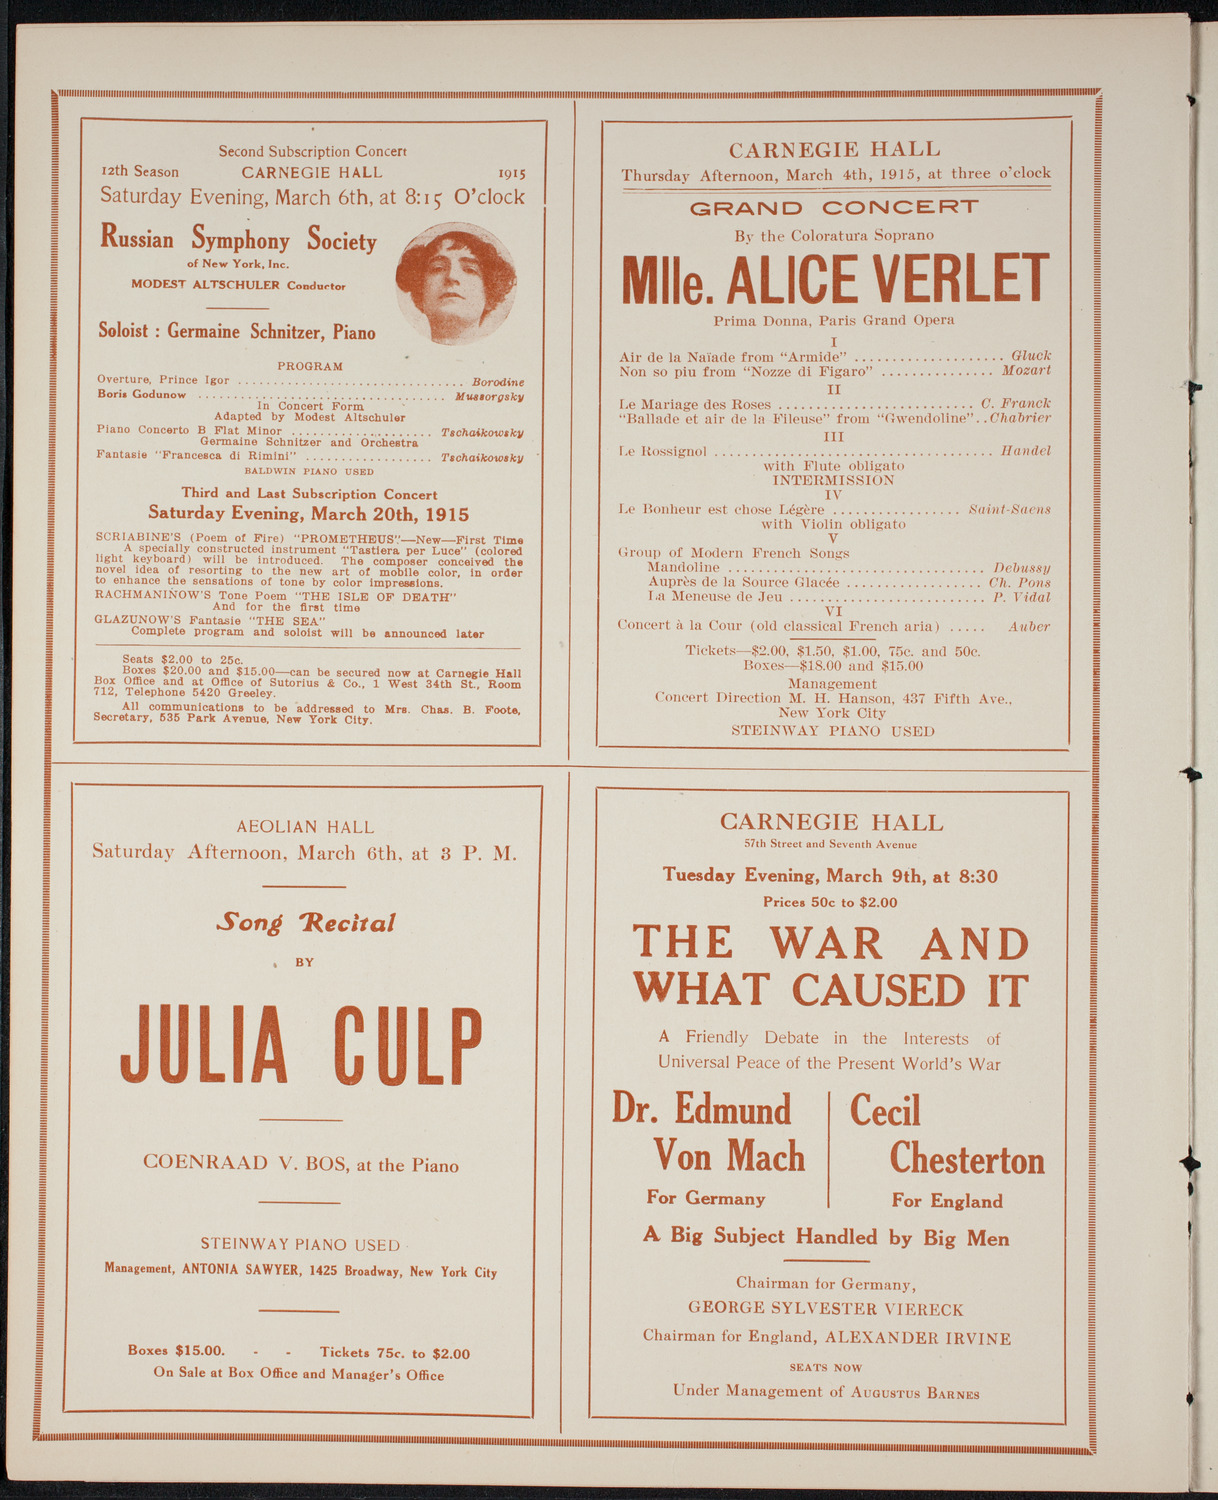 Second Subscription Concert
12th Season CARNEGIE HALL 1915
Saturday Evening, March 6th, at 8:15 O'clock
Russian Symphony Society
of New York, Inc.
MODEST ALTSCHULER Conductor
Soloist : Germaine Schnitzer, Piano
PROGRAM
Overture, Prince Igor ................................ Borodine
Boris Godunow ................................... Mussorgsky
In Concert Form
Adapted by Modest Altschuler
Piano Concerto B Flat Minor .................... Tschaikowsky
Germaine Schnitzer and Orchestra
Fantasie "Francesca di Rimini" .................. Tschaikowsky
BALDWIN PIANO USED
Third and Last Subscription Concert
Saturday Evening, March 20th, 1915
SCRIABINE'S (Poem of Fire) "PROMETHEUS"—New—First Time
A specially constructed instrument "Tastiera per Luce" (colored
light keyboard) will be introduced. The composer conceived the
novel idea of resorting to the new art of mobile color, in order
to enhance the sensations of tone by color impressions.
RACHMANINOW'S Tone Poem "THE ISLE OF DEATH"
And for the first time
GLAZUNOW'S Fantasie "THE SEA"
Complete program and soloist will be announced later
Seats $2.00 to 25c.
Boxes $20.00 and $15.00—can be secured now at Carnegie Hall
Box Office and at Office of Sutorius & Co., 1 West 34th St., Room
712, Telephone 5420 Greeley.
All communications to be addressed to Mrs. Chas. B. Foote,
Secretary, 535 Park Avenue, New York City.
CARNEGIE HALL
Thursday Afternoon, March 4th, 1915, at three o'clock
GRAND CONCERT
By the Coloratura Soprano
Mlle. ALICE VERLET
Prima Donna, Paris Grand Opera
I
Air de la Naïade from "Armide" ................... Gluck
Non so piu from "Nozze di Figaro" ............... Mozart
II
Le Mariage des Roses ......................... C. Franck
"Ballade et air de la Fileuse" from "Gwendoline"..Chabrier
III
Le Rossignol .................................... Handel
with Flute obligato
INTERMISSION
IV
Le Bonheur est chose Légère ................. Saint-Saens
with Violin obligato
V
Group of Modern French Songs
Mandoline .................................. Debussy
Auprès de la Source Glacée .................. Ch. Pons
La Meneuse de Jeu .......................... P. Vidal
VI
Concert à la Cour (old classical French aria) ..... Auber
Tickets—$2.00, $1.50, $1.00, 75c. and 50c.
Boxes—$18.00 and $15.00
Management
Concert Direction M. H. Hanson, 437 Fifth Ave.,
New York City
STEINWAY PIANO USED
AEOLIAN HALL
Saturday Afternoon, March 6th, at 3 P. M.
Song Recital
BY
JULIA CULP
COENRAAD V. BOS, at the Piano
STEINWAY PIANO USED
Management, ANTONIA SAWYER, 1425 Broadway, New York City
Boxes $15.00. - - Tickets 75c. to $2.00
On Sale at Box Office and Manager's Office
CARNEGIE HALL
57th Street and Seventh Avenue
Tuesday Evening, March 9th, at 8:30
Prices 50c to $2.00
THE WAR AND
WHAT CAUSED IT
A Friendly Debate in the Interests of
Universal Peace of the Present World's War
Dr. Edmund
Von Mach
For Germany
Cecil
Chesterton
For England
A Big Subject Handled by Big Men
Chairman for Germany,
GEORGE SYLVESTER VIERECK
Chairman for England, ALEXANDER IRVINE
SEATS NOW
Under Management of AUGUSTUS BARNES